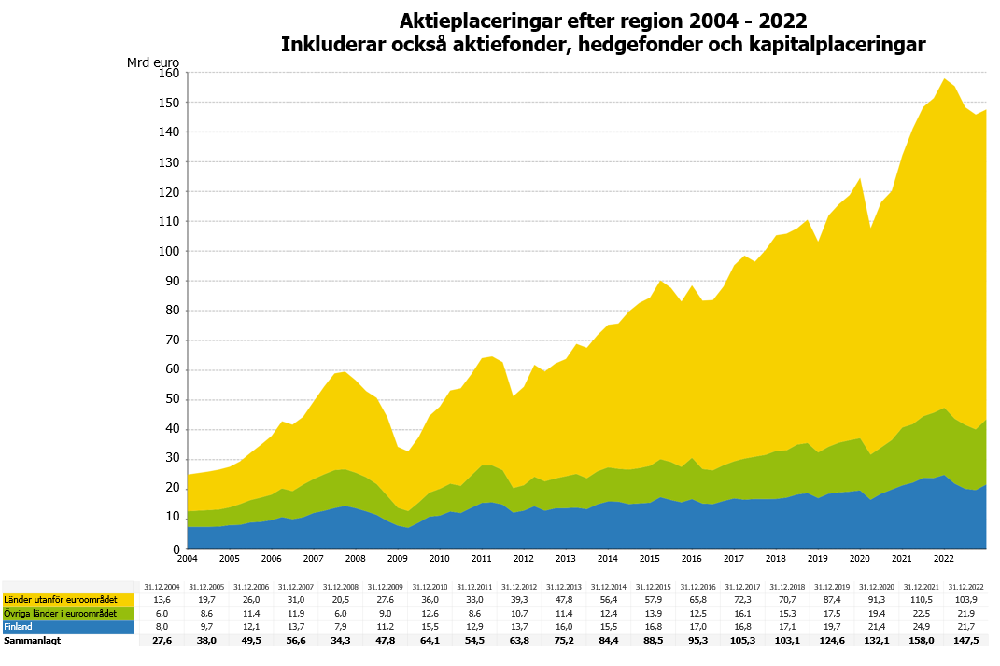 Aktieplaceringar efter region 2004 - 2022
Inkluderar också aktiefonder, hedgefonder och kapitalplaceringar
Mrd euro
160
150
140
130
120
110
100
90
80
70
60
50
40
30
20
10
0
2004 2005 2006 2007 2008 2009 2010 2011 2012 2013 2014 2015 2016 2017 2018 2019 2020 2021 2022
31.12.2004 31.12.2005 31.12.2006 31.12.2007 31.12.2008 31.12.2009 31.12.2010 31.12.2011 31.12.2012 31.12.2013 31.12.2014 31.12.2015 31.12.2016 31.12.2017 31.12.2018 31.12.2019 31.12.2020 31.12.2021 31.12.2022
Länder utanför euroområdet 13,6 19,7 26,0 31,0 20,5 27,6 36,0 33,0 39,3 47,8 56,4 57,9 65,8 72,3 70,7 87,4 91,3 110,5 103,9
Övriga länder i euroområdet 6,0 8,6 11,4 11,9 6,0 9,0 12,6 8,6 10,7 11,4 12,4 13,9 12,5 16,1 15,3 17,5 19,4 22,5 21,9
Finland 8,0 9,7 12,1 13,7 7,9 11,2 15,5 12,9 13,7 16,0 15,5 16,8 17,0 16,8 17,1 19,7 21,4 24,9 21,7
Sammanlagt 27,6 38,0 49,5 56,6 34,3 47,8 64,1 54,5 63,8 75,2 84,4 88,5 95,3 105,3 103,1 124,6 132,1 158,0 147,5